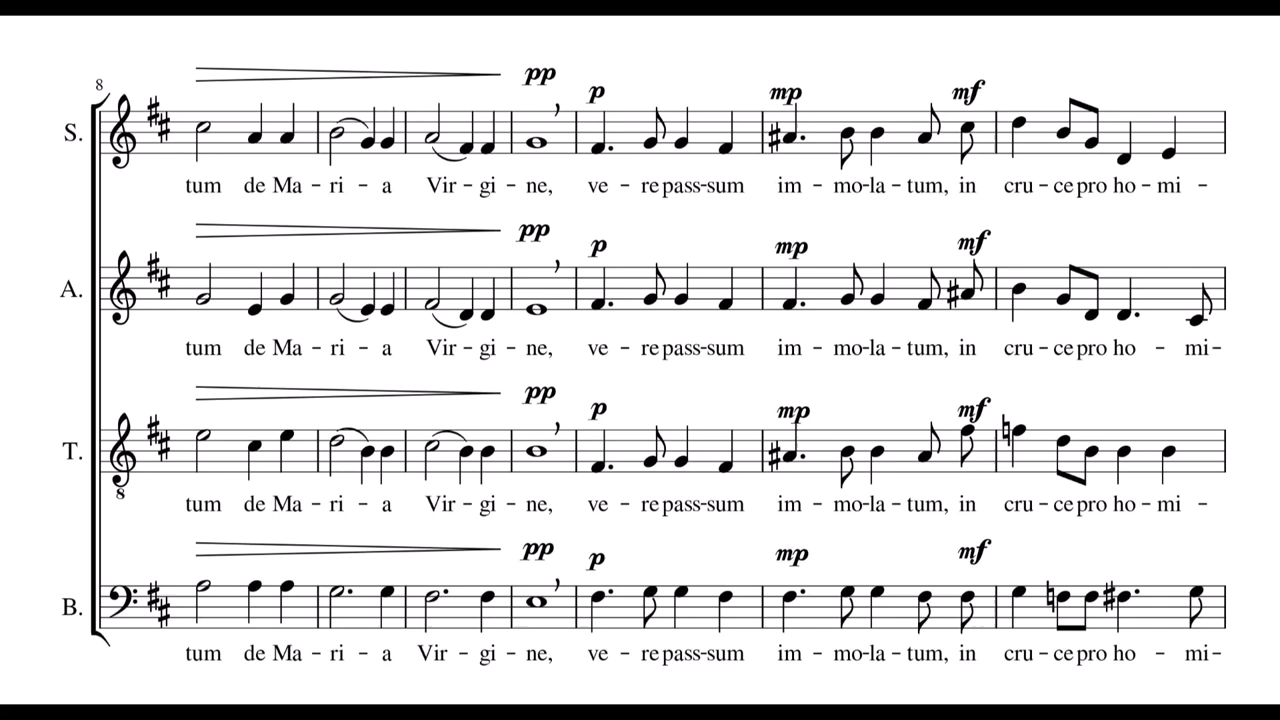 8
pp
p
mp
mf
S.
tum de Ma – ri – a Vir – gi – ne, ve – re pass-sum im – mo-la – tum, in cru – ce pro ho – mi –
pp
p
mp
mf
A.
tum de Ma – ri – a Vir – gi – ne, ve – re pass-sum im – mo-la – tum, in cru – ce pro ho – mi –
pp
p
mp
mf
T.
8
tum de Ma – ri – a Vir – gi – ne, ve – re pass-sum im – mo-la – tum, in cru – ce pro ho – mi –
pp
p
mp
mf
B.
tum de Ma – ri – a Vir – gi – ne, ve – re pass-sum im – mo-la – tum, in cru – ce pro ho – mi –